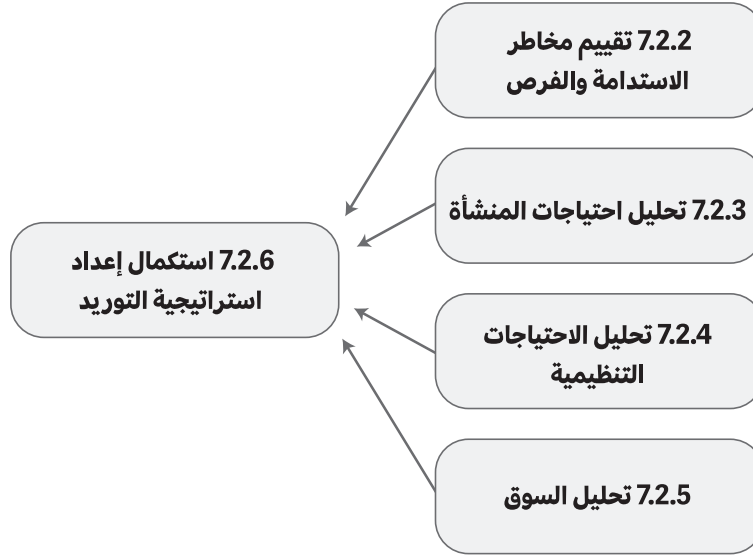 7.2.2 تقييم مخاطر
الاستدامة والفرص
7.2.3 تحليل احتياجات المنشأة
7.2.4 تحليل الاحتياجات
التنظيمية
7.2.5 تحليل السوق
7.2.6 استكمال إعداد
استراتيجية التوريد